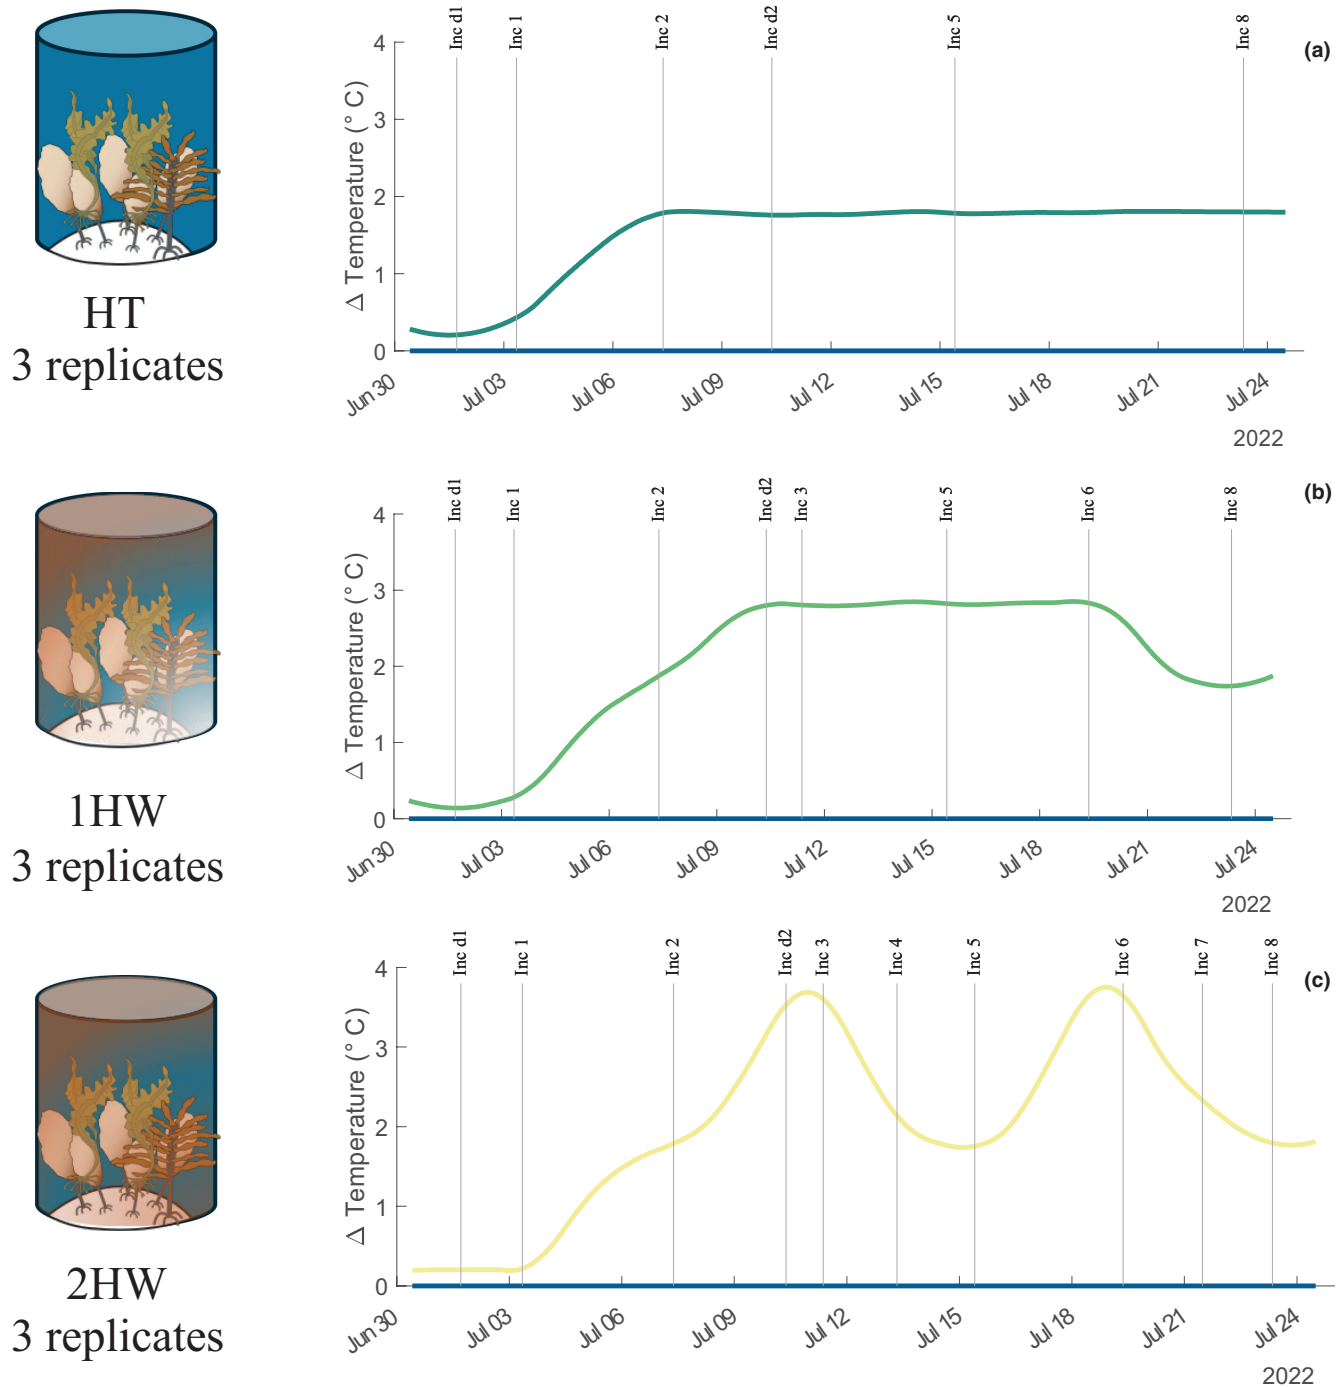 Inc d1
Inc 1
Inc 2
Inc d2
Inc 5
Inc 8
(a)
4
3
2
1
0
Δ Temperature (° C)
Jun 30
Jul 03
Jul 06
Jul 09
Jul 12
Jul 15
Jul 18
Jul 21
Jul 24
2022
HT
3 replicates
Inc d1
Inc 1
Inc 2
Inc d2
Inc 3
Inc 5
Inc 6
Inc 8
(b)
4
3
2
1
0
Δ Temperature (° C)
Jun 30
Jul 03
Jul 06
Jul 09
Jul 12
Jul 15
Jul 18
Jul 21
Jul 24
2022
1HW
3 replicates
Inc d1
Inc 1
Inc 2
Inc d2
Inc 3
Inc 4
Inc 5
Inc 6
Inc 7
Inc 8
(c)
4
3
2
1
0
Δ Temperature (° C)
Jun 30
Jul 03
Jul 06
Jul 09
Jul 12
Jul 15
Jul 18
Jul 21
Jul 24
2022
2HW
3 replicates